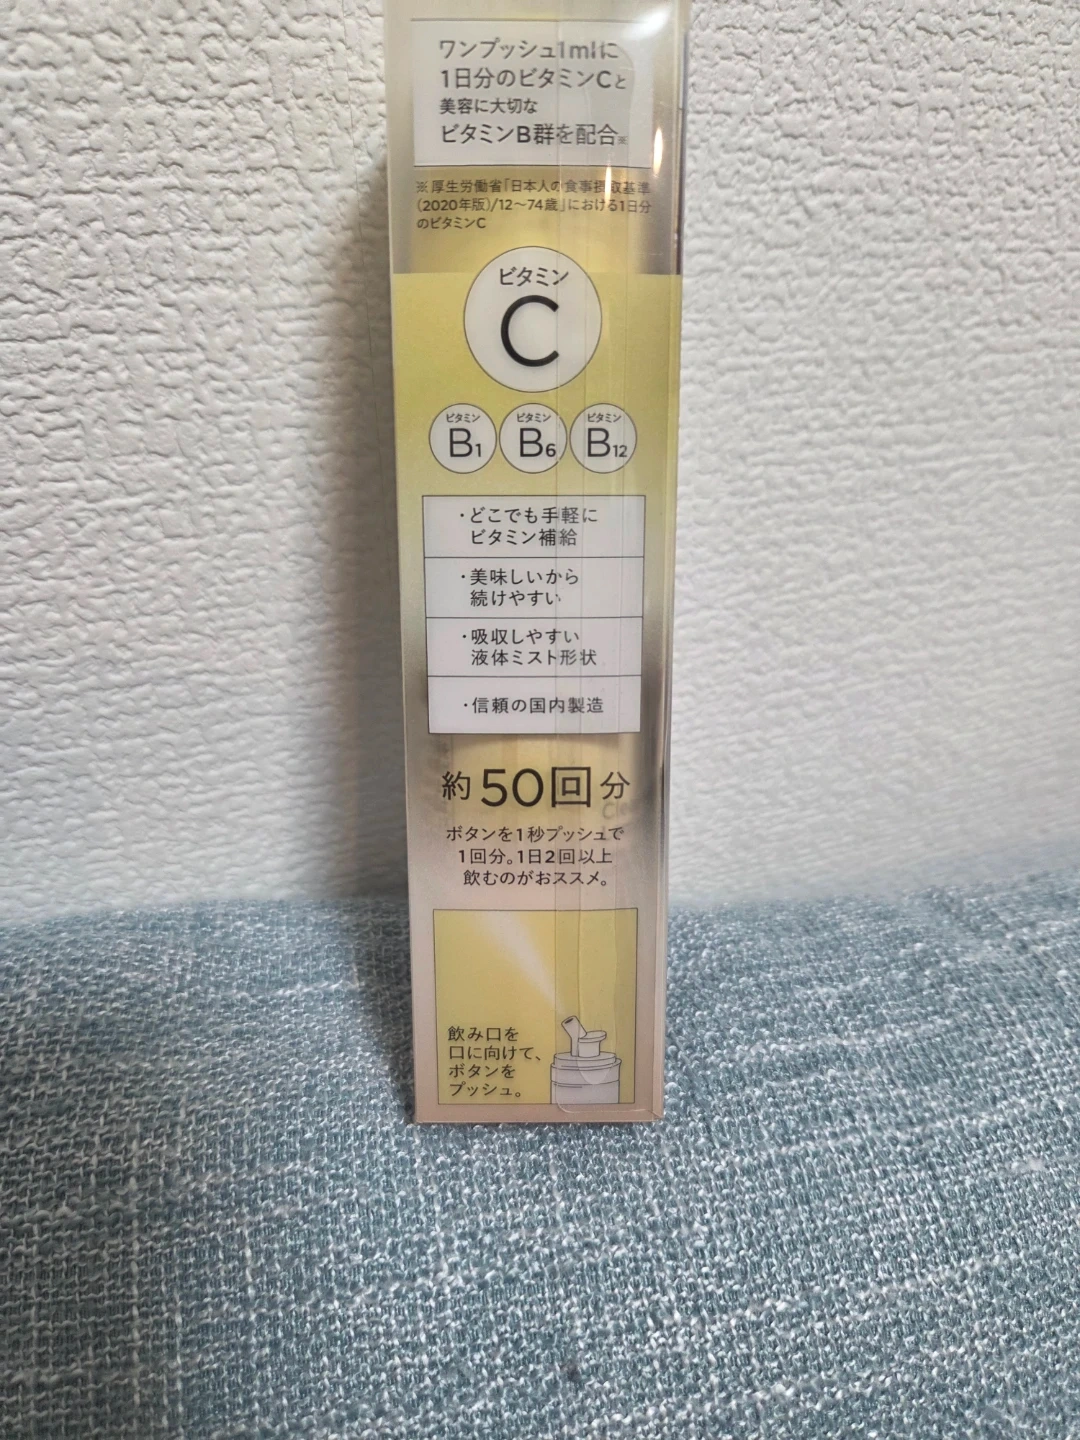 ワンプッシュ1mlに
1日分のビタミンCと
美容に大切な
ビタミンB群を配合※
※厚生労働省「日本人の食事摂取基準
(2020年版)/12〜74歳」における1日分
のビタミンC
ビタミン
C
ビタミン ビタミン ビタミン
B1 B6 B12
・どこでも手軽に
ビタミン補給
・美味しいから
続けやすい
・吸収しやすい
液体ミスト形状
・信頼の国内製造
約50回分
ボタンを1秒プッシュで
1回分。1日2回以上
飲むのがおススメ。
飲み口を
口に向けて、
ボタンを
プッシュ。